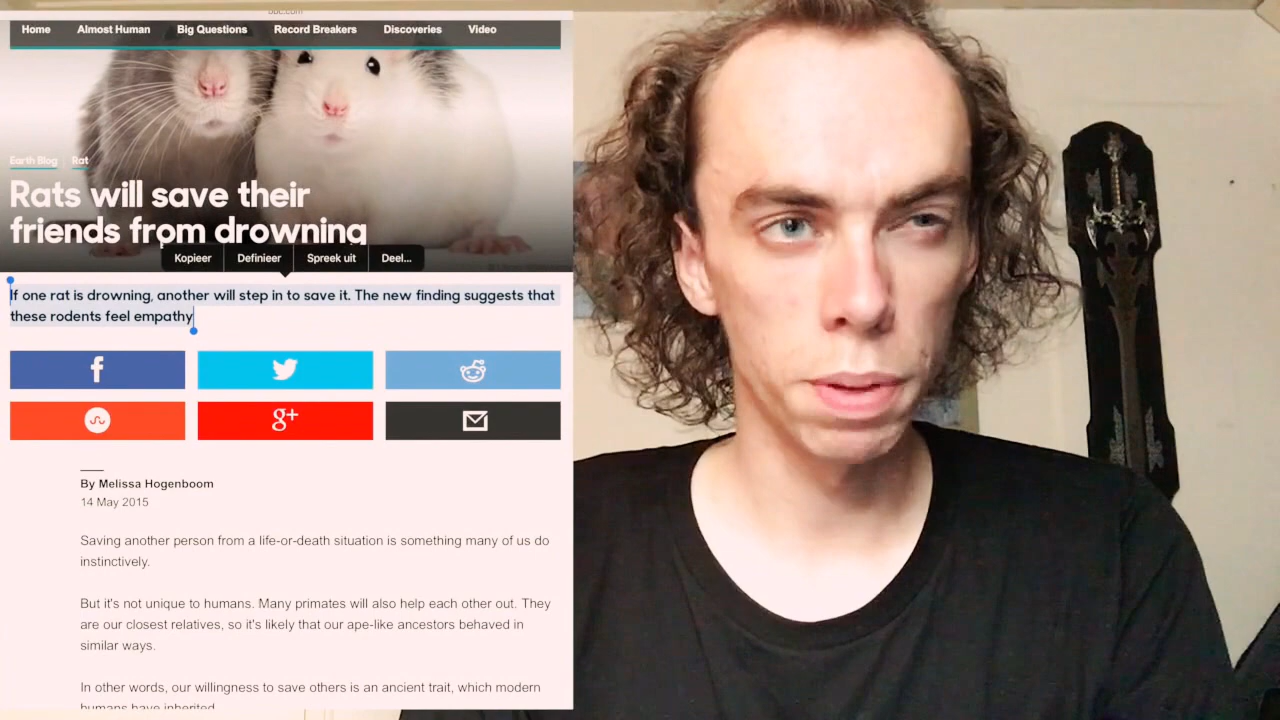 Home Almost Human Big Questions Record Breakers Discoveries Video
Earth Blog Rat
Rats will save their
friends from drowning
Kopieer Definieer Spreek uit Deel...
If one rat is drowning, another will step in to save it. The new finding suggests that
these rodents feel empathy
g+
By Melissa Hogenboom
14 May 2015
Saving another person from a life-or-death situation is something many of us do
instinctively.
But it's not unique to humans. Many primates will also help each other out. They
are our closest relatives, so it's likely that our ape-like ancestors behaved in
similar ways.
In other words, our willingness to save others is an ancient trait, which modern
humans have inherited